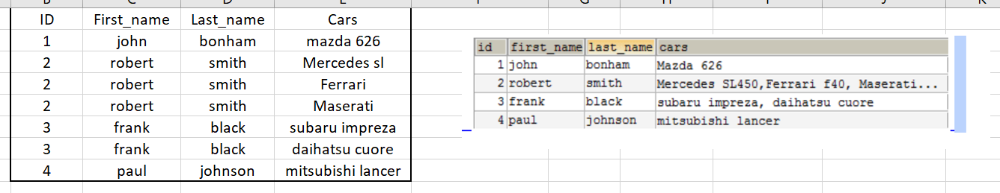 B C D E F G H I J K
ID First_name Last_name Cars
1 john bonham mazda 626
2 robert smith Mercedes sl
2 robert smith Ferrari
2 robert smith Maserati
3 frank black subaru impreza
3 frank black daihatsu cuore
4 paul johnson mitsubishi lancer
id first_name last_name cars
1 john bonham Mazda 626
2 robert smith Mercedes SL450,Ferrari f40, Maserati...
3 frank black subaru impreza, daihatsu cuore
4 paul johnson mitsubishi lancer